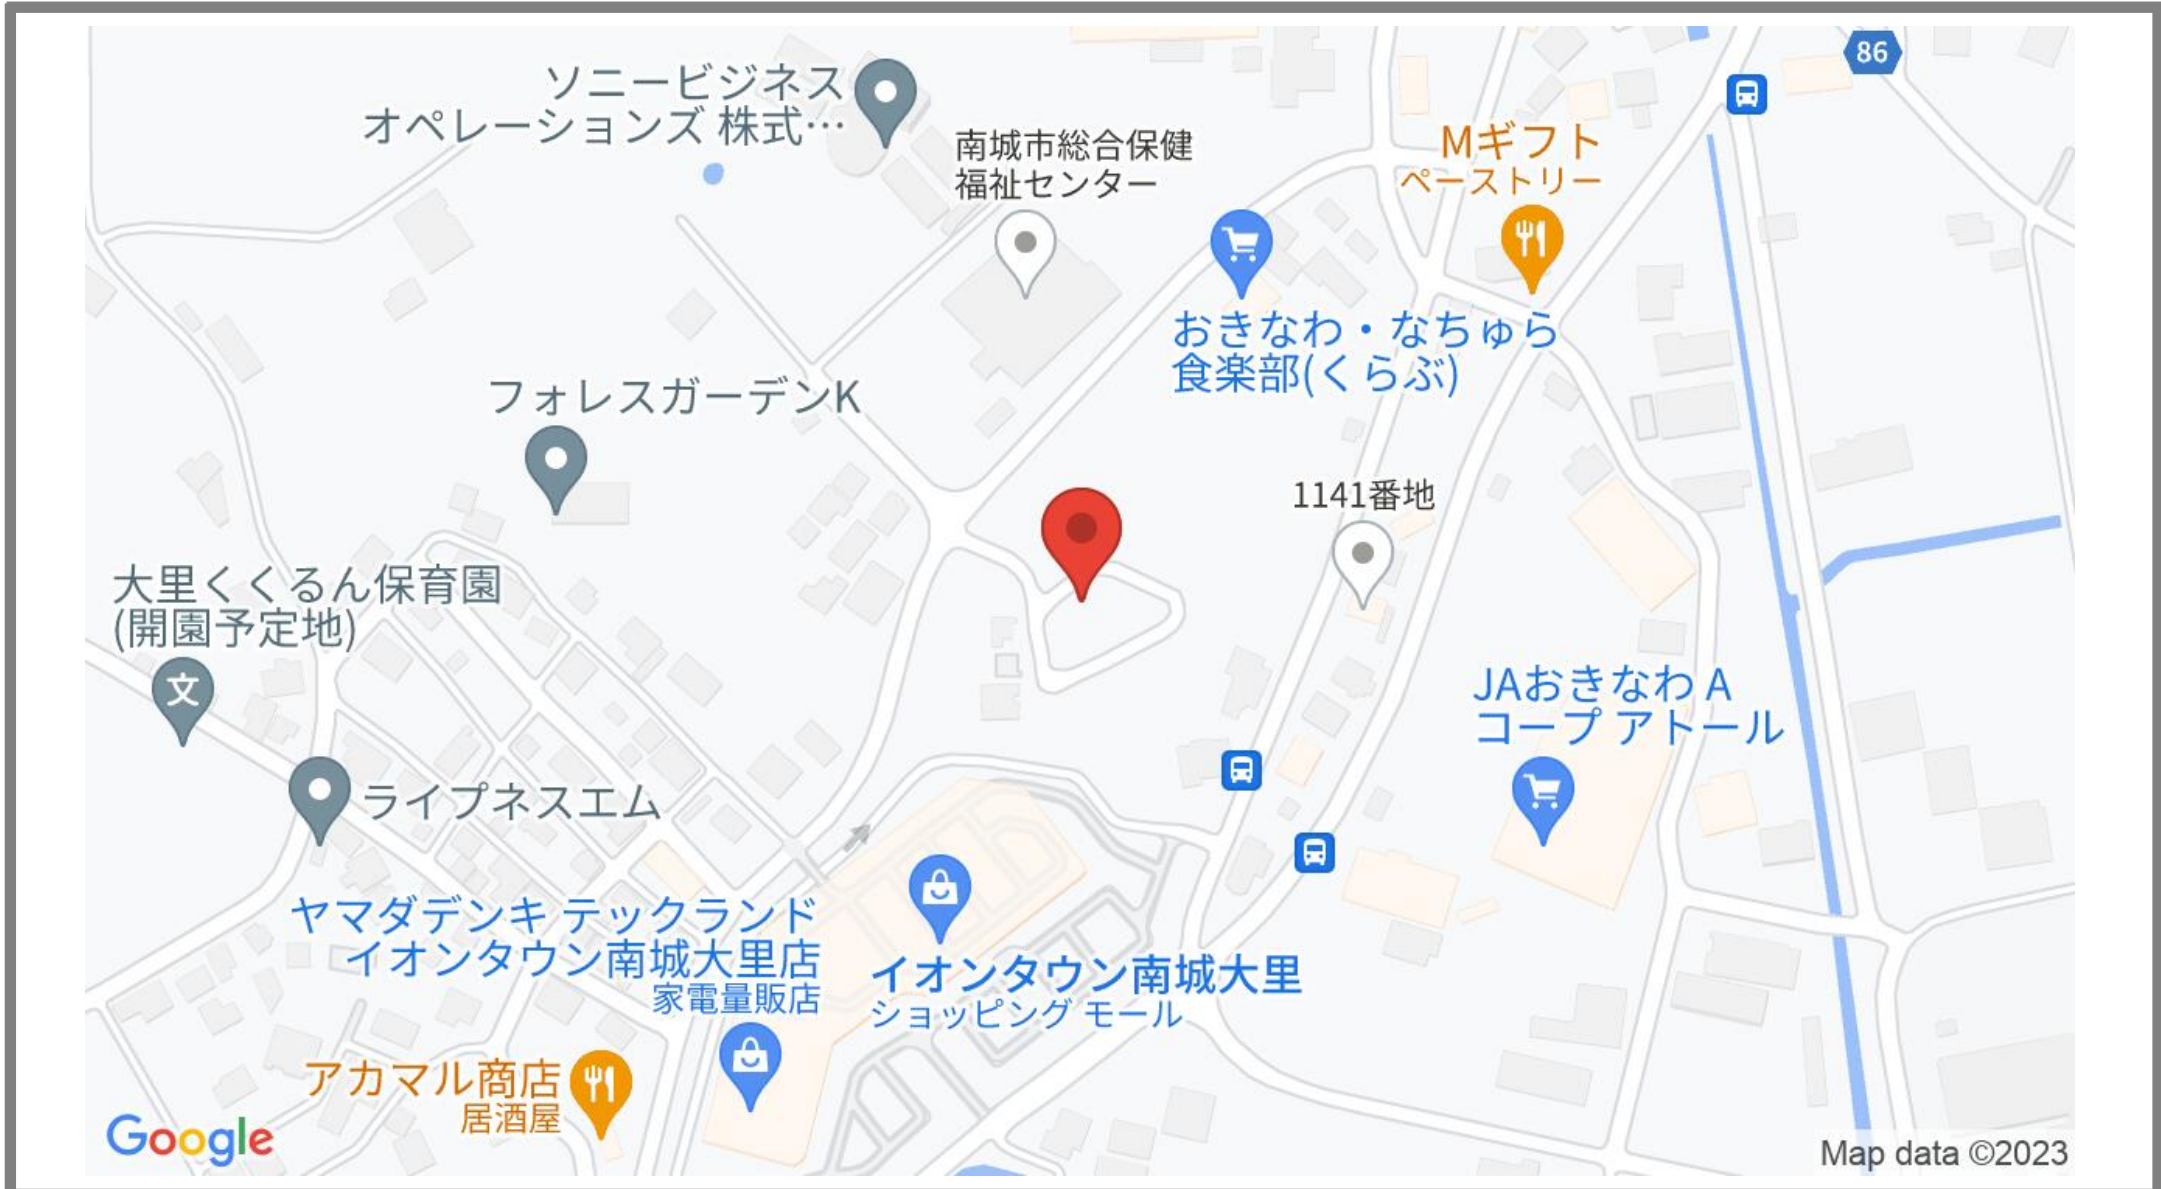 ソニービジネス
オペレーションズ 株式…
86
南城市総合保健
福祉センター
Mギフト
ペーストリー
おきなわ・なちゅら
食楽部(くらぶ)
フォレスガーデンK
1141番地
大里くくるん保育園
(開園予定地)
文
JAおきなわ A
コープ アトール
ライプネスエム
ヤマダデンキ テックランド
イオンタウン南城大里店
家電量販店
イオンタウン南城大里
ショッピング モール
アカマル商店
居酒屋
Google
Map data ©2023